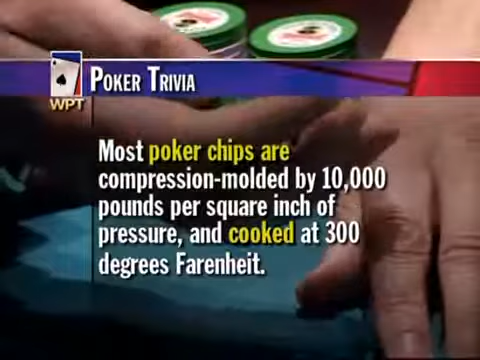 WPT
POKER TRIVIA
Most poker chips are
compression-molded by 10,000
pounds per square inch of
pressure, and cooked at 300
degrees Farenheit.